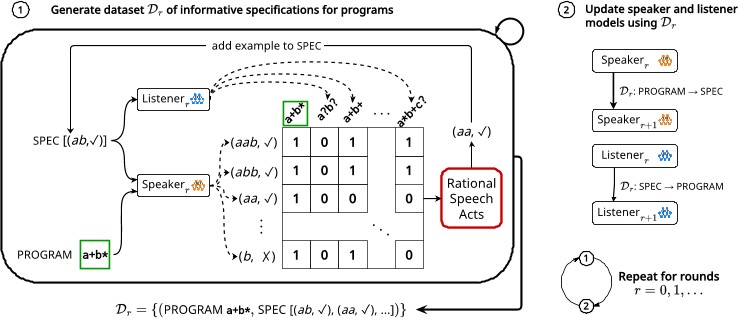 1 Generate dataset 𝒟ᵣ of informative specifications for programs
add example to SPEC
Listenerᵣ
a+b* a?b? a+b+ ... a*b+c?
SPEC [(ab,✓)]
(aab, ✓) 1 0 1 1
(aa, ✓)
(abb, ✓) 1 0 1 1
Speakerᵣ
(aa, ✓) 1 0 0 0
Rational
Speech
Acts
⋮ ⋱
PROGRAM a+b*
(b, ✗) 1 0 1 0
𝒟ᵣ = {(PROGRAM a+b*, SPEC [(ab, ✓), (aa, ✓), ...])}
2 Update speaker and listener
models using 𝒟ᵣ
Speakerᵣ
𝒟ᵣ: PROGRAM → SPEC
Speakerᵣ₊₁
Listenerᵣ
𝒟ᵣ: SPEC → PROGRAM
Listenerᵣ₊₁
1
Repeat for rounds
r = 0, 1, . . .
2